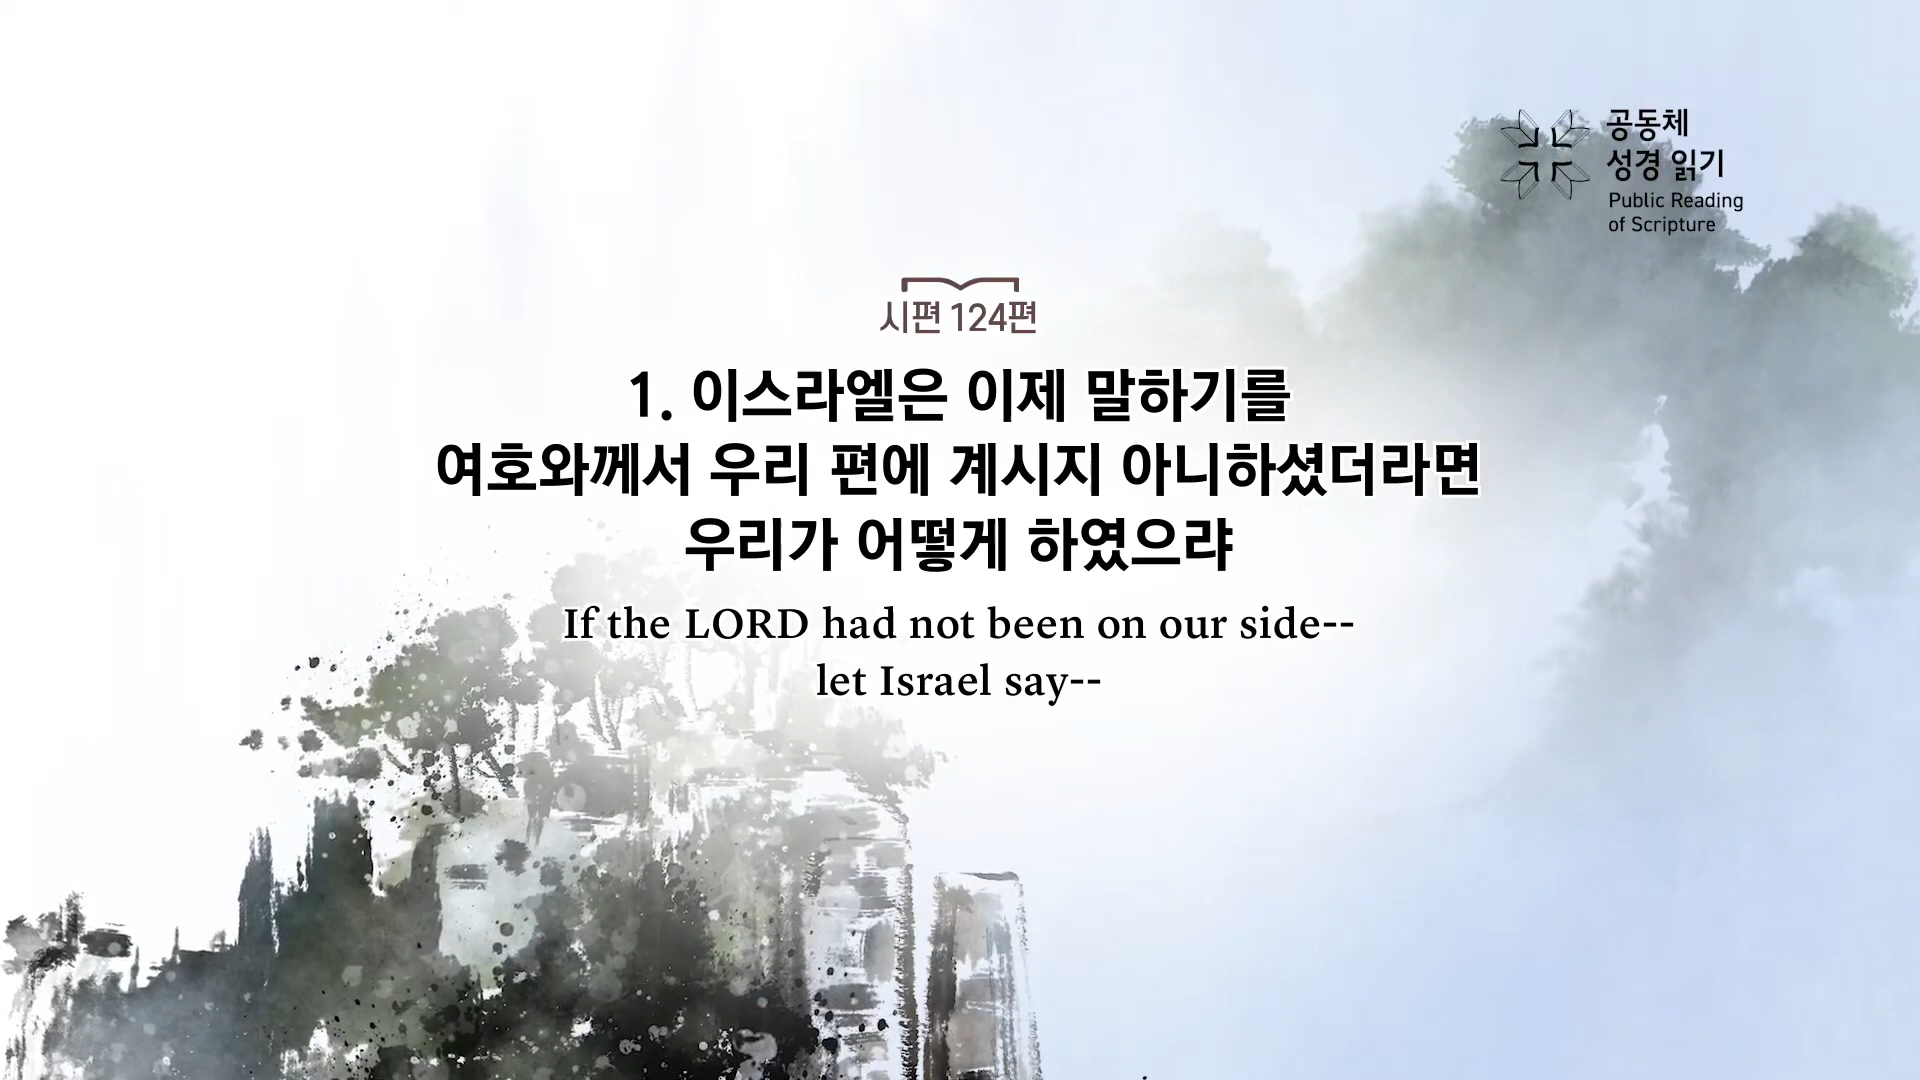 공동체
성경 읽기
Public Reading
of Scripture
시편 124편
1. 이스라엘은 이제 말하기를
여호와께서 우리 편에 계시지 아니하셨더라면
우리가 어떻게 하였으랴
If the LORD had not been on our side--
let Israel say--